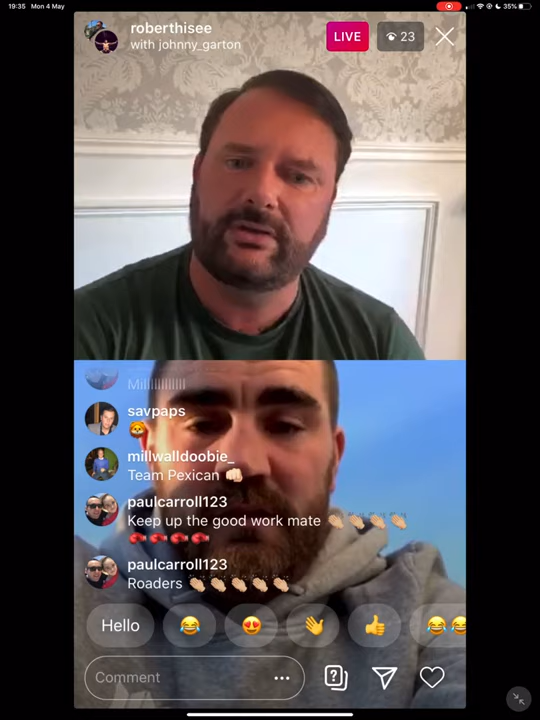 19:35 Mon 4 May
35%
roberthisee
with johnny_garton
LIVE
23
Millllllllllll
savpaps
millwalldoobie_
Team Pexican 👊🏻
paulcarroll123
Keep up the good work mate 👏🏼👏🏼👏🏼👏🏼
🥊🥊🥊🥊
paulcarroll123
Roaders 👏🏼👏🏼👏🏼👏🏼👏🏼
Hello
Comment